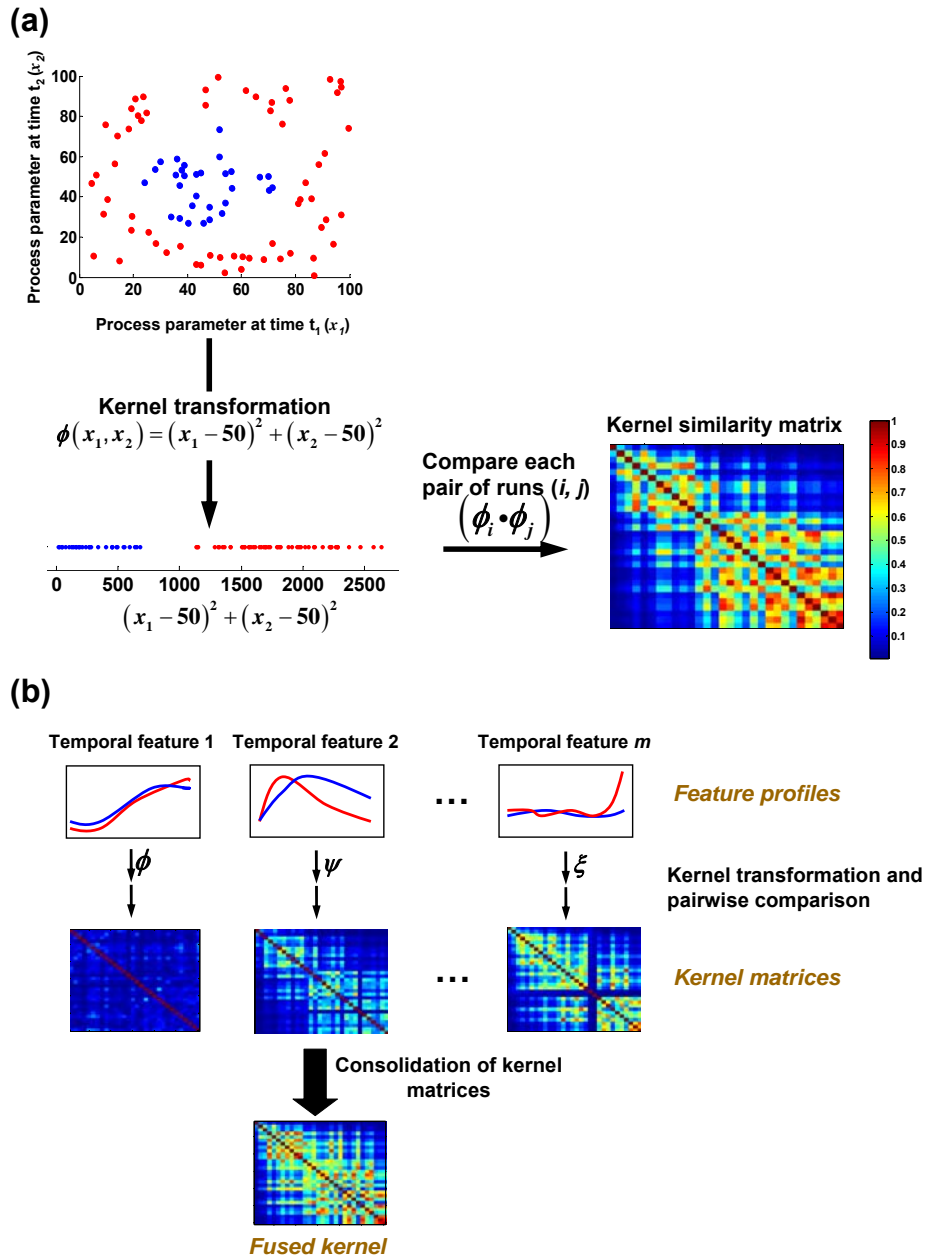 (a)
Process parameter at time t₂ (x₂)
100
80
60
40
20
0
0 20 40 60 80 100
Process parameter at time t₁ (x₁)
Kernel transformation
ϕ(x₁, x₂) = (x₁ − 50)² + (x₂ − 50)²
0 500 1000 1500 2000 2500
(x₁ − 50)² + (x₂ − 50)²
Compare each
pair of runs (i, j)
(ϕᵢ • ϕⱼ)
Kernel similarity matrix
1
0.9
0.8
0.7
0.6
0.5
0.4
0.3
0.2
0.1
(b)
Temporal feature 1 Temporal feature 2 Temporal feature m
... Feature profiles
ϕ ψ ξ
Kernel transformation and
pairwise comparison
... Kernel matrices
Consolidation of kernel
matrices
Fused kernel